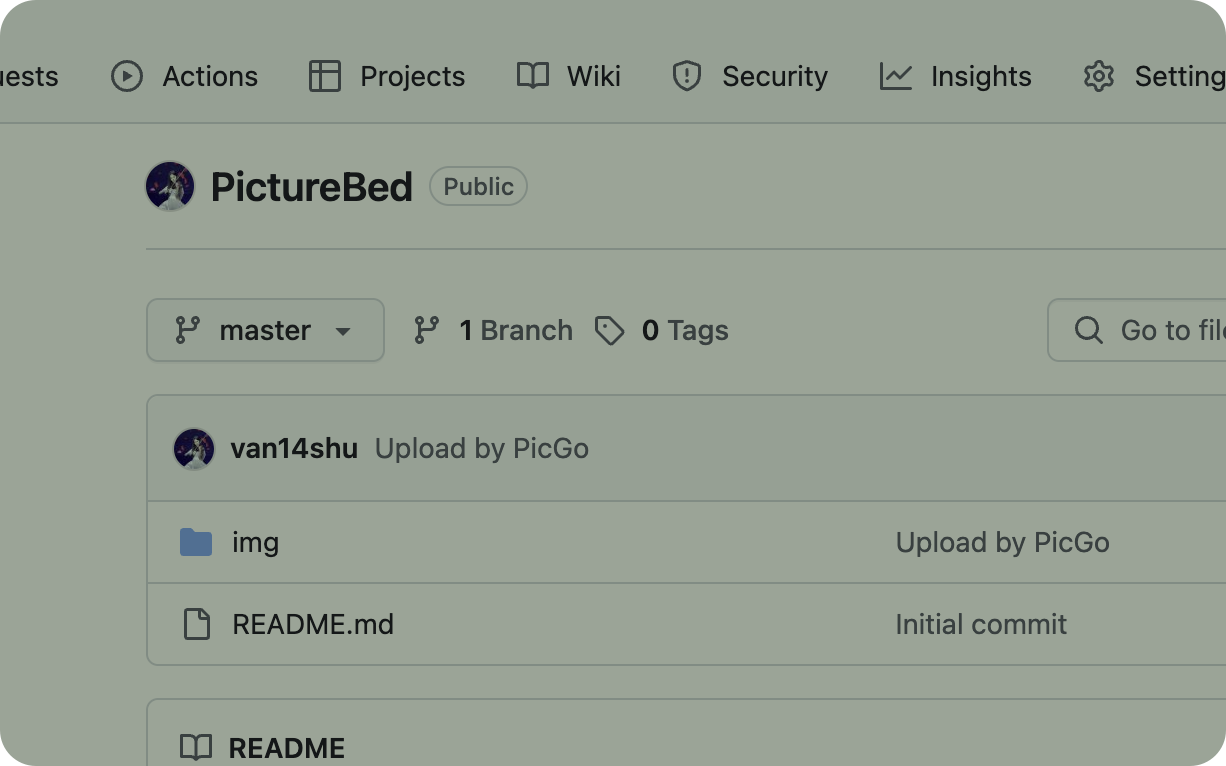 uests Actions Projects Wiki Security Insights Setting
PictureBed Public
master 1 Branch 0 Tags Go to file
van14shu Upload by PicGo
img Upload by PicGo
README.md Initial commit
README